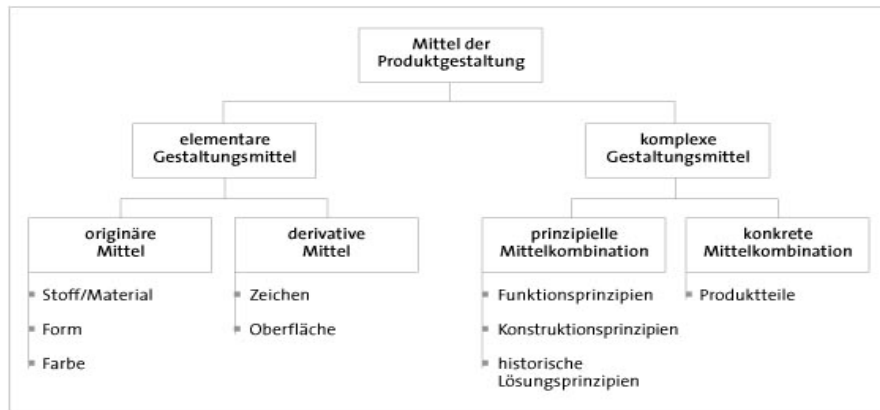 Mittel der
Produktgestaltung
elementare
Gestaltungsmittel
komplexe
Gestaltungsmittel
originäre
Mittel
derivative
Mittel
prinzipielle
Mittelkombination
konkrete
Mittelkombination
Stoff/Material
Form
Farbe
Zeichen
Oberfläche
Funktionsprinzipien
Konstruktionsprinzipien
historische
Lösungsprinzipien
Produktteile